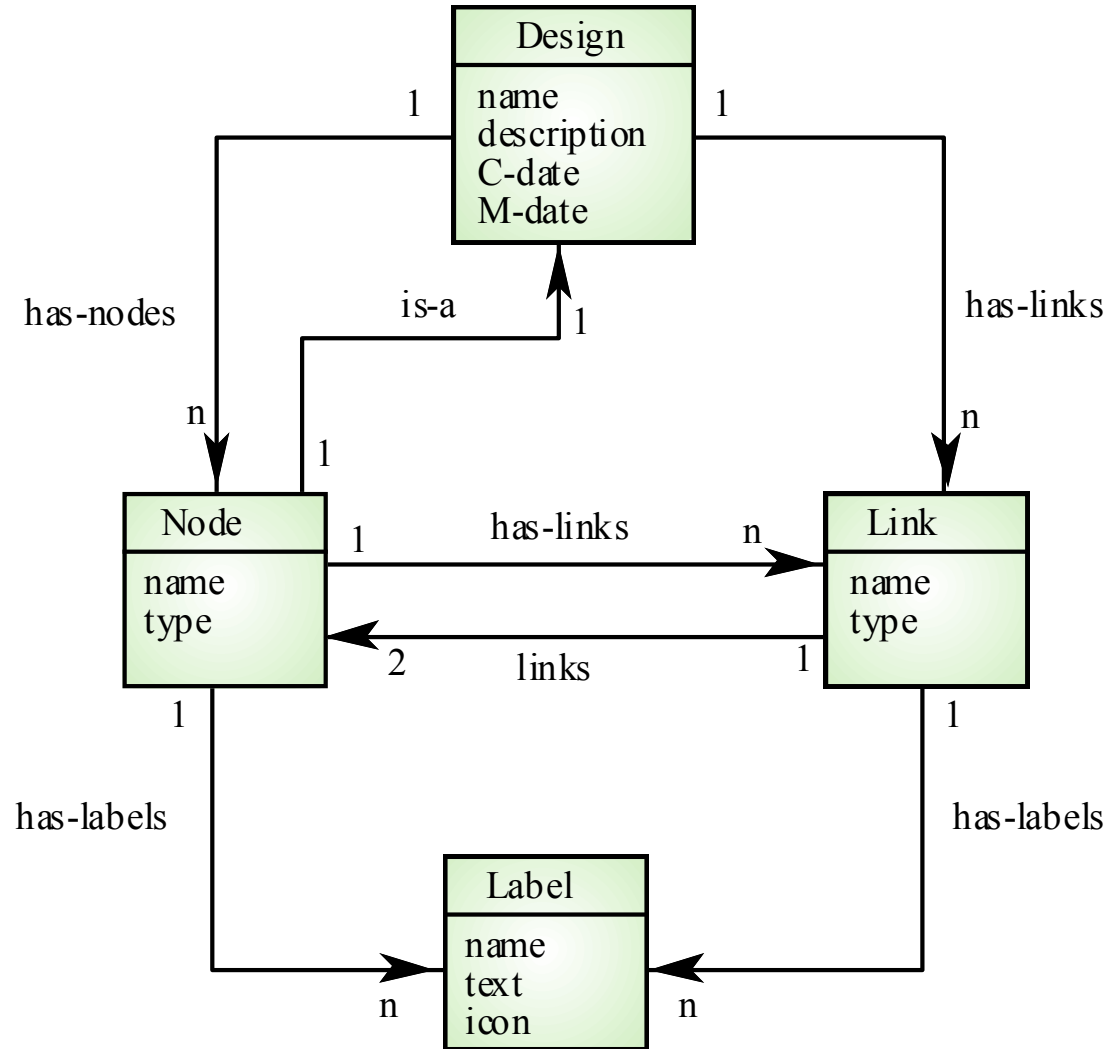 Design
name
description
C-date
M-date
1
1
has-nodes
is-a
1
has-links
n
1
n
Node
name
type
1
has-links
n
Link
name
type
2
links
1
1
1
has-labels
has-labels
Label
name
text
icon
n
n